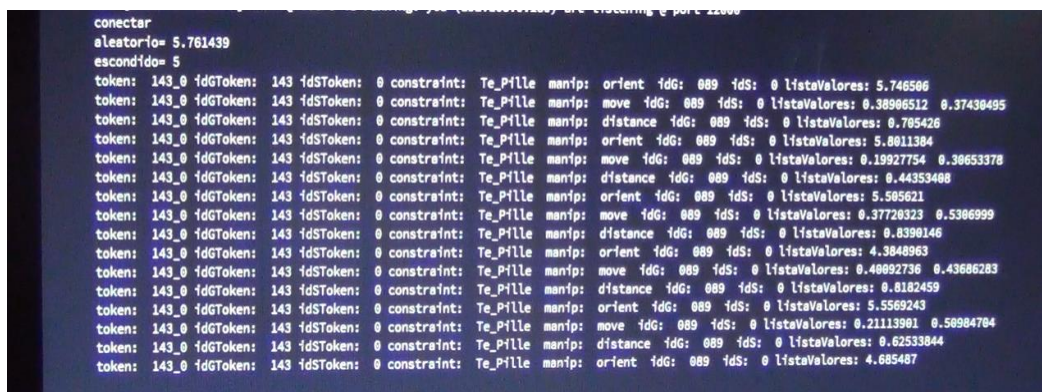 listening @ port 12000
conectar
aleatorio= 5.761439
escondido= 5
token: 143_0 idGToken: 143 idSToken: 0 constraint: Te_Pille manip: orient idG: 089 idS: 0 listaValores: 5.746506
token: 143_0 idGToken: 143 idSToken: 0 constraint: Te_Pille manip: move idG: 089 idS: 0 listaValores: 0.38906512 0.37430495
token: 143_0 idGToken: 143 idSToken: 0 constraint: Te_Pille manip: distance idG: 089 idS: 0 listaValores: 0.705426
token: 143_0 idGToken: 143 idSToken: 0 constraint: Te_Pille manip: orient idG: 089 idS: 0 listaValores: 5.8011384
token: 143_0 idGToken: 143 idSToken: 0 constraint: Te_Pille manip: move idG: 089 idS: 0 listaValores: 0.19927754 0.30653378
token: 143_0 idGToken: 143 idSToken: 0 constraint: Te_Pille manip: distance idG: 089 idS: 0 listaValores: 0.44353408
token: 143_0 idGToken: 143 idSToken: 0 constraint: Te_Pille manip: orient idG: 089 idS: 0 listaValores: 5.505621
token: 143_0 idGToken: 143 idSToken: 0 constraint: Te_Pille manip: move idG: 089 idS: 0 listaValores: 0.37720323 0.5306999
token: 143_0 idGToken: 143 idSToken: 0 constraint: Te_Pille manip: distance idG: 089 idS: 0 listaValores: 0.8390146
token: 143_0 idGToken: 143 idSToken: 0 constraint: Te_Pille manip: orient idG: 089 idS: 0 listaValores: 4.3848963
token: 143_0 idGToken: 143 idSToken: 0 constraint: Te_Pille manip: move idG: 089 idS: 0 listaValores: 0.40092736 0.43686283
token: 143_0 idGToken: 143 idSToken: 0 constraint: Te_Pille manip: distance idG: 089 idS: 0 listaValores: 0.8182459
token: 143_0 idGToken: 143 idSToken: 0 constraint: Te_Pille manip: orient idG: 089 idS: 0 listaValores: 5.5569243
token: 143_0 idGToken: 143 idSToken: 0 constraint: Te_Pille manip: move idG: 089 idS: 0 listaValores: 0.21113901 0.50984704
token: 143_0 idGToken: 143 idSToken: 0 constraint: Te_Pille manip: distance idG: 089 idS: 0 listaValores: 0.62533844
token: 143_0 idGToken: 143 idSToken: 0 constraint: Te_Pille manip: orient idG: 089 idS: 0 listaValores: 4.685487